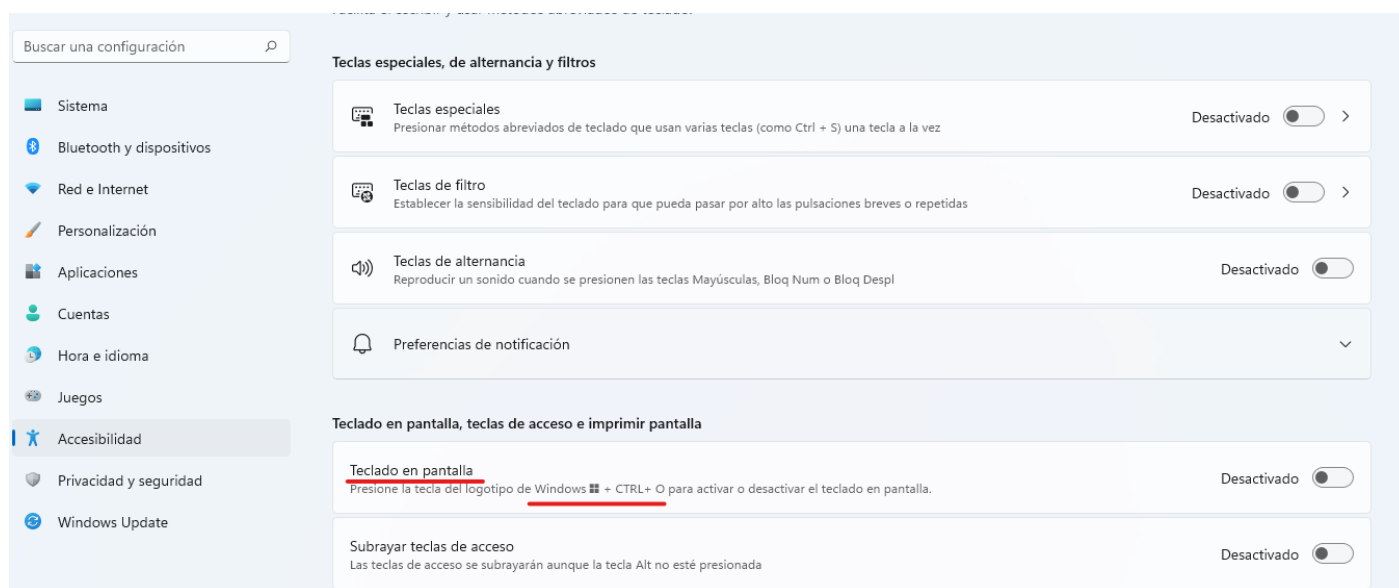 Buscar una configuración
Sistema
Bluetooth y dispositivos
Red e Internet
Personalización
Aplicaciones
Cuentas
Hora e idioma
Juegos
Accesibilidad
Privacidad y seguridad
Windows Update
Teclas especiales, de alternancia y filtros
Teclas especiales
Presionar métodos abreviados de teclado que usan varias teclas (como Ctrl + S) una tecla a la vez
Desactivado
Teclas de filtro
Establecer la sensibilidad del teclado para que pueda pasar por alto las pulsaciones breves o repetidas
Desactivado
Teclas de alternancia
Reproducir un sonido cuando se presionen las teclas Mayúsculas, Bloq Num o Bloq Despl
Desactivado
Preferencias de notificación
Teclado en pantalla, teclas de acceso e imprimir pantalla
Teclado en pantalla
Presione la tecla del logotipo de Windows + CTRL+ O para activar o desactivar el teclado en pantalla.
Desactivado
Subrayar teclas de acceso
Las teclas de acceso se subrayarán aunque la tecla Alt no esté presionada
Desactivado